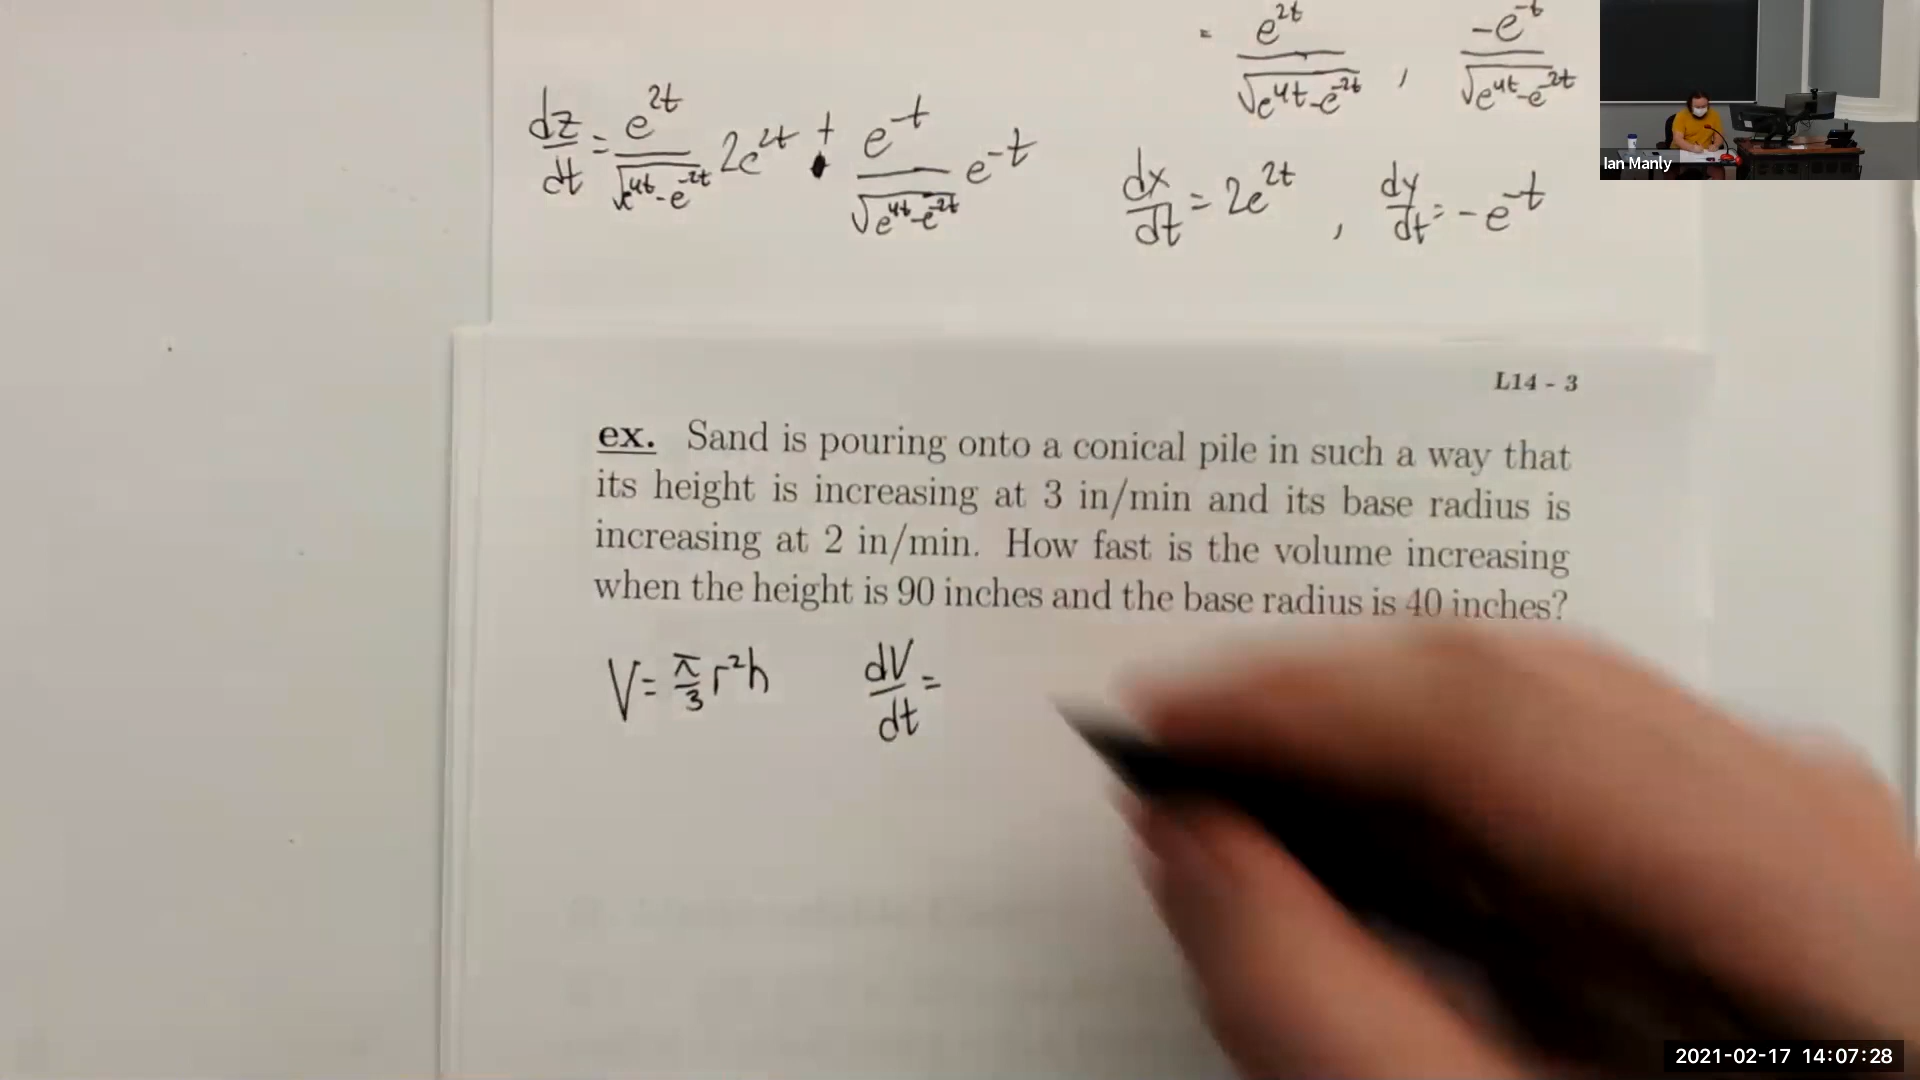 = e^{2t}/√(e^{4t}-e^{-2t}) , -e^{-t}/√(e^{4t}-e^{-2t})
dz/dt = e^{2t}/√(e^{4t}-e^{-2t}) 2e^{2t} + e^{-t}/√(e^{4t}-e^{-2t}) e^{-t}
dx/dt = 2e^{2t} , dy/dt = -e^{-t}
Ian Manly
L14 - 3
ex. Sand is pouring onto a conical pile in such a way that
its height is increasing at 3 in/min and its base radius is
increasing at 2 in/min. How fast is the volume increasing
when the height is 90 inches and the base radius is 40 inches?
V = π/3 r²h dV/dt =
2021-02-17 14:07:28